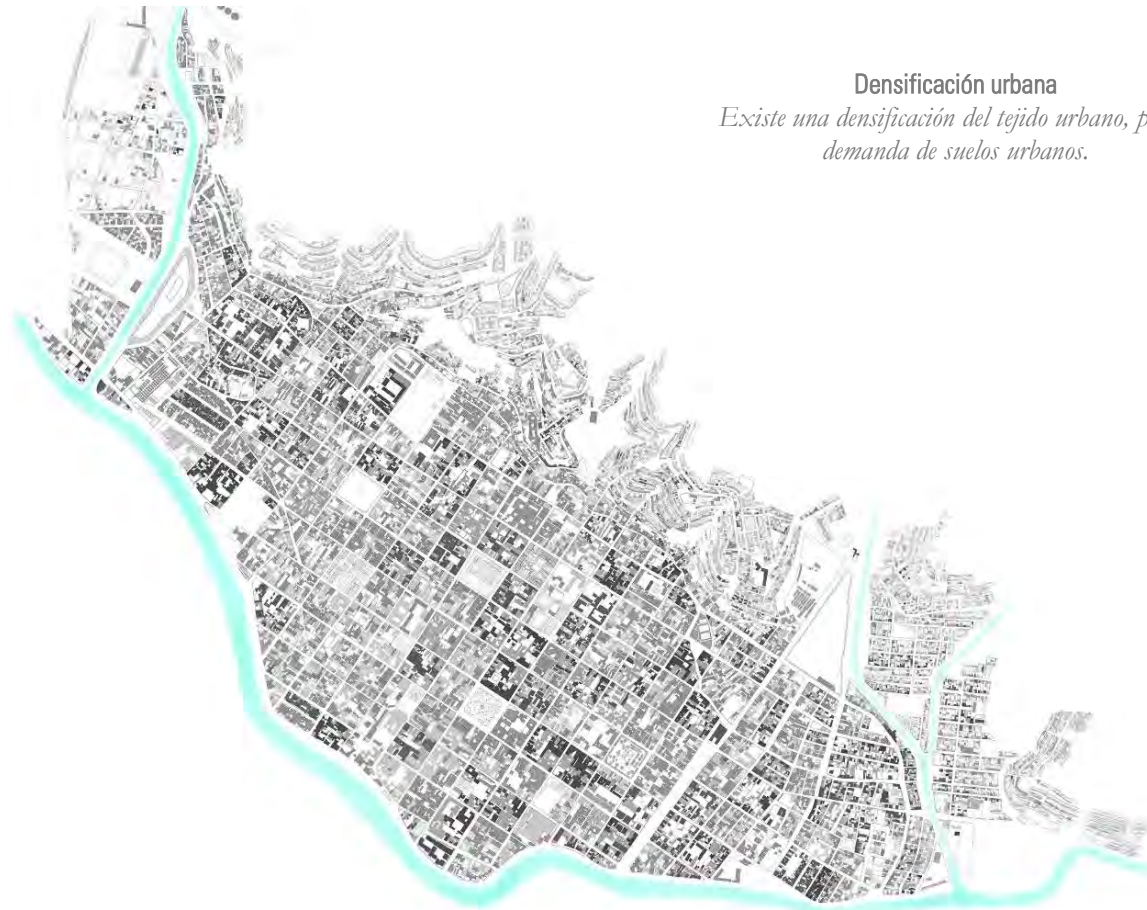 Densificación urbana
Existe una densificación del tejido urbano, p
demanda de suelos urbanos.